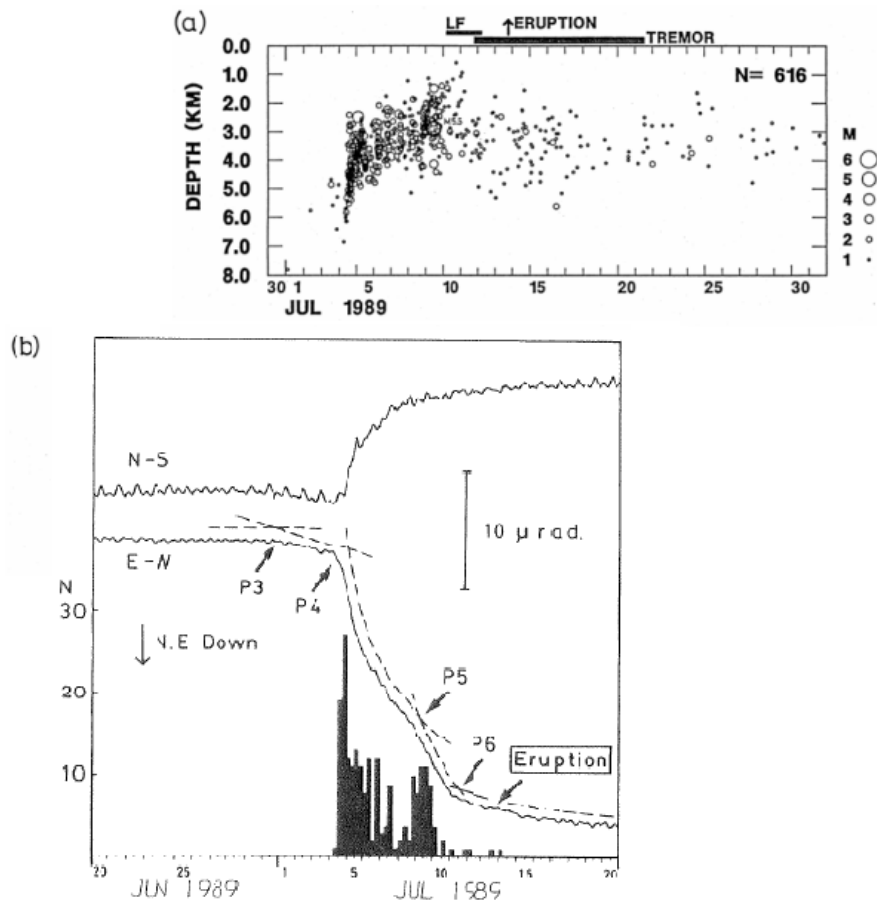 (a)
LF ↑ERUPTION
TREMOR
0.0
1.0
2.0
3.0
4.0
5.0
6.0
7.0
8.0
DEPTH (KM)
N= 616
MSS
M
6
5
4
3
2
1
30 1 5 10 15 20 25 30
JUL 1989
(b)
N-S
E-N
10 μ rad.
P3
P4
N
30
20
10
N.E Down
P5
P6
Eruption
20 25 1 5 10 15 20
JUN 1989 JUL 1989